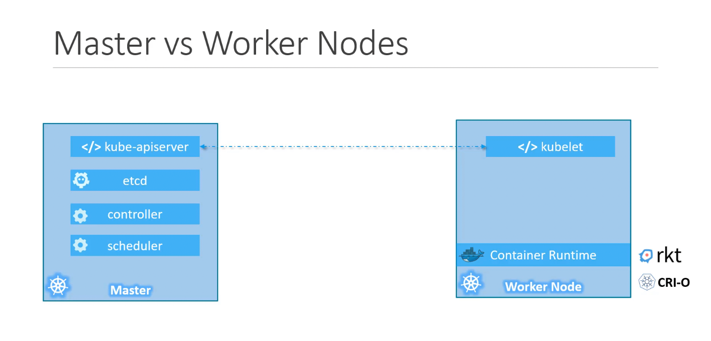 Master vs Worker Nodes
</> kube-apiserver
etcd
controller
scheduler
Master
</> kubelet
Container Runtime
Worker Node
rkt
CRI-O